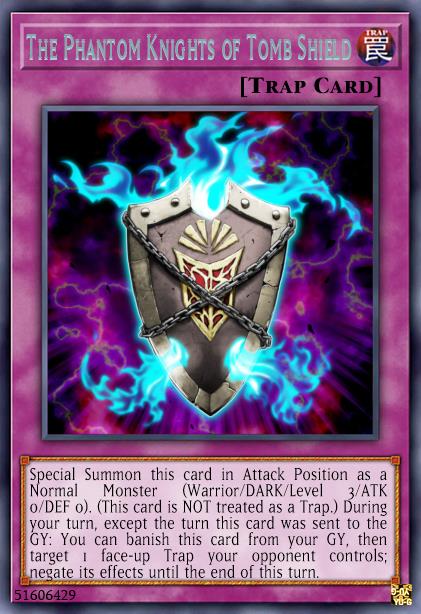 The Phantom Knights of Tomb Shield
TRAP
罠
[Trap Card]
Special Summon this card in Attack Position as a
Normal Monster (Warrior/DARK/Level 3/ATK
0/DEF 0). (This card is NOT treated as a Trap.) During
your turn, except the turn this card was sent to the
GY: You can banish this card from your GY, then
target 1 face-up Trap your opponent controls;
negate its effects until the end of this turn.
51606429